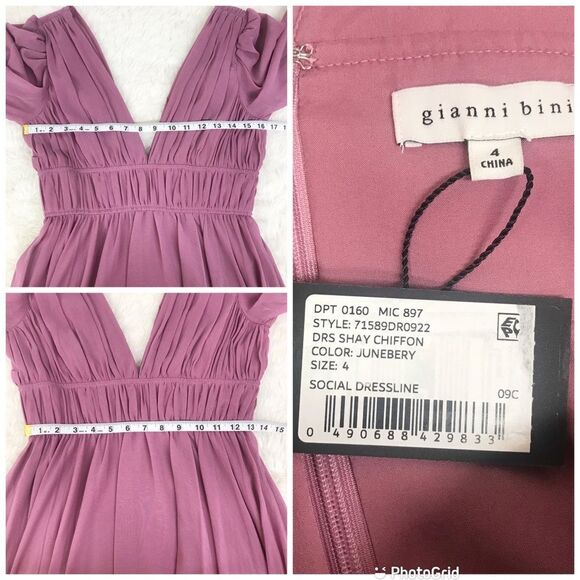 1 2 3 4 5 6 7 8 9 10 11 12 13 14 15 16 17
1 2 3 4 5 6 7 8 9 10 11 12 13 14 15
gianni bini
4
CHINA
DPT 0160 MIC 897
STYLE: 71589DR0922
DRS SHAY CHIFFON
COLOR: JUNEBERY
SIZE: 4
SOCIAL DRESSLINE
09C
0 490688 429833
PhotoGrid